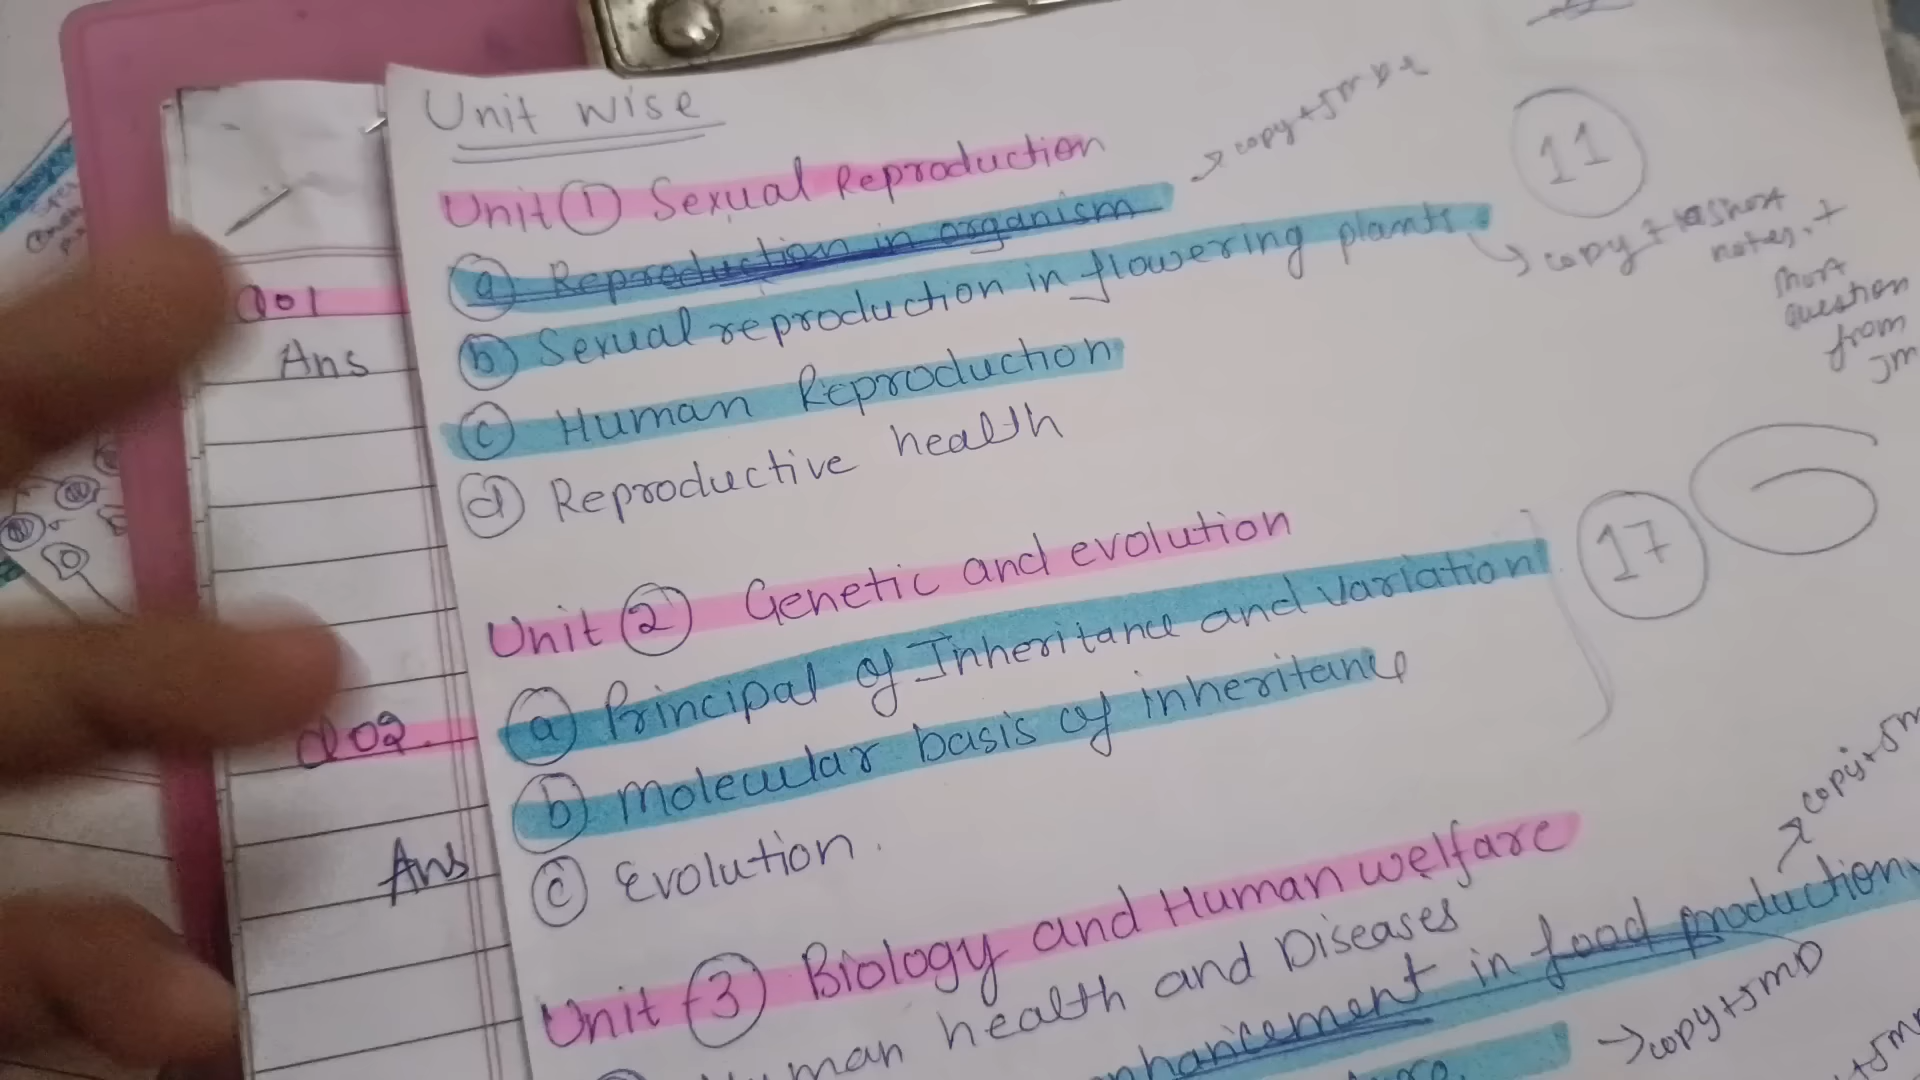 Unit wise
Unit ① Sexual Reproduction
ⓐ Reproduction in organism
→ copy +
11
ⓑ Sexual reproduction in flowering plants.
→ copy + short
notes. +
short
question
from
JM
ⓒ Human Reproduction
ⓓ Reproductive health
Unit ② Genetic and evolution
17
ⓐ Principal of Inheritance and variation
ⓑ Molecular basis of inheritance
ⓒ Evolution.
Unit ③ Biology and Human welfare
health and Diseases
enhancement in food production
→ copy + JM
→ copy + JMD
Q01
Ans
Q02.
Ans